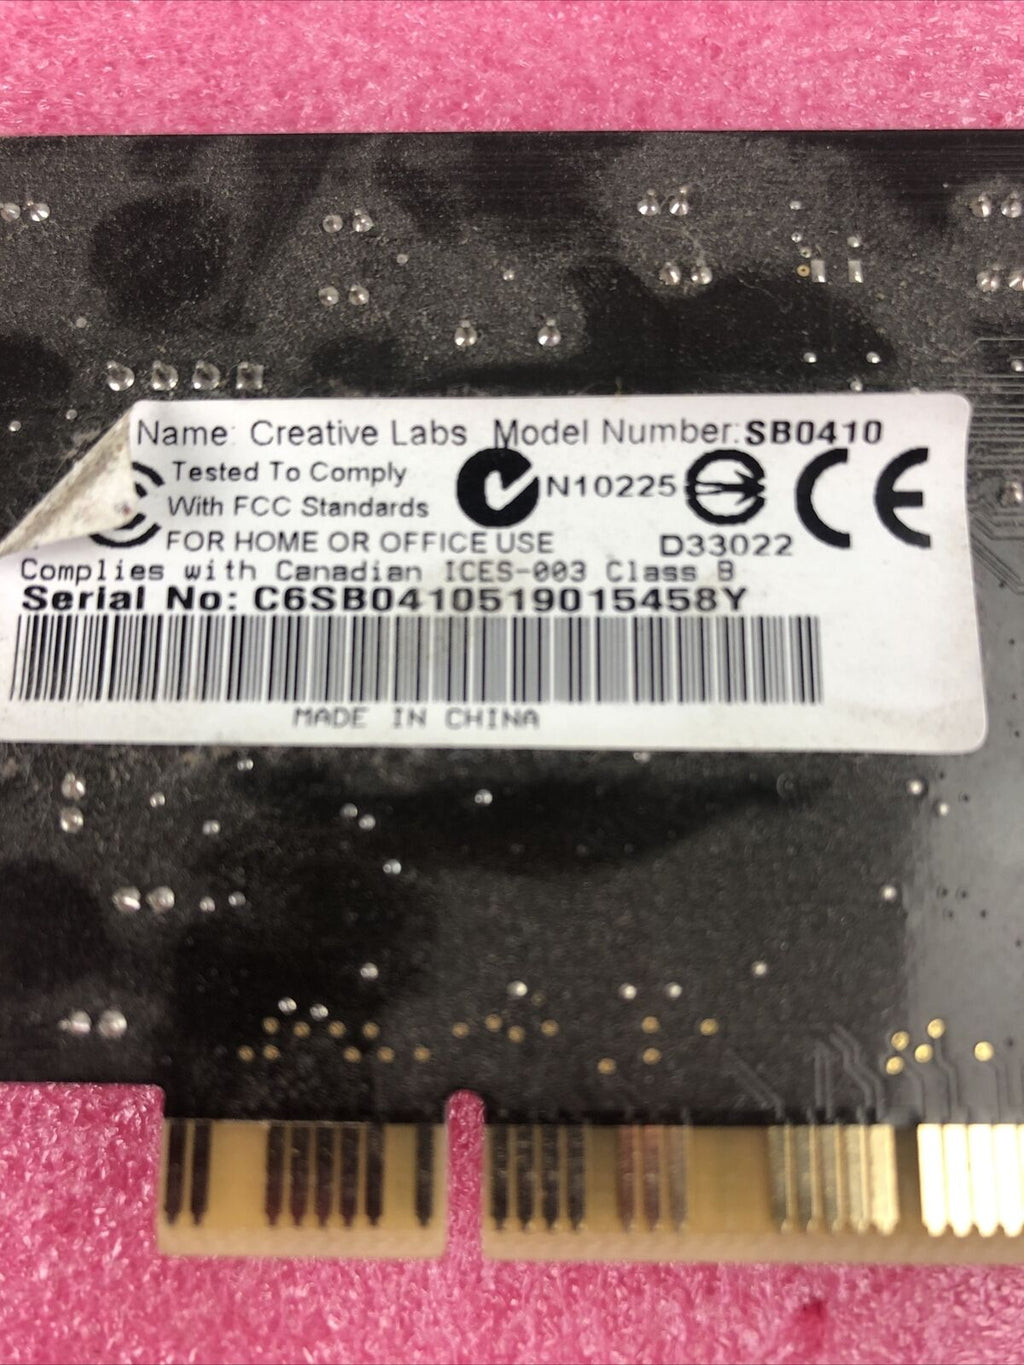 Name: Creative Labs Model Number: SB0410
Tested To Comply
With FCC Standards
N10225
FOR HOME OR OFFICE USE
D33022
Complies with Canadian ICES-003 Class B
Serial No: C6SB0410519015458Y
MADE IN CHINA